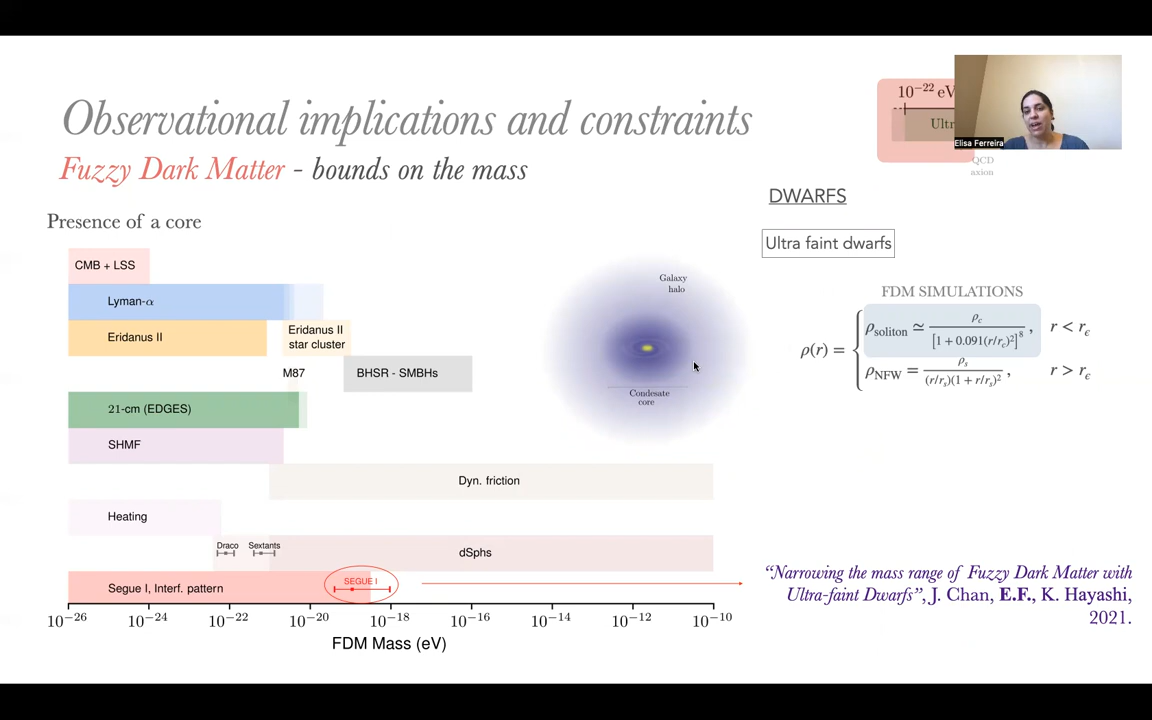 Observational implications and constraints
10⁻²² eV
Ultr
Elisa Ferreira
QCD
axion
Fuzzy Dark Matter - bounds on the mass
DWARFS
Presence of a core
Ultra faint dwarfs
CMB + LSS
Lyman-α
Eridanus II
Eridanus II
star cluster
M87
BHSR - SMBHs
21-cm (EDGES)
SHMF
Dyn. friction
Heating
Draco
Sextants
dSphs
Segue I, Interf. pattern
SEGUE I
10⁻²⁶ 10⁻²⁴ 10⁻²² 10⁻²⁰ 10⁻¹⁸ 10⁻¹⁶ 10⁻¹⁴ 10⁻¹² 10⁻¹⁰
FDM Mass (eV)
Galaxy
halo
Condesate
core
FDM SIMULATIONS
ρ(r) = { ρ_soliton ≃ ρ_c / [1 + 0.091(r/r_c)²]⁸ , r < r_ϵ
ρ_NFW = ρ_s / (r/r_s)(1 + r/r_s)² , r > r_ϵ
“Narrowing the mass range of Fuzzy Dark Matter with
Ultra-faint Dwarfs”, J. Chan, E.F., K. Hayashi,
2021.